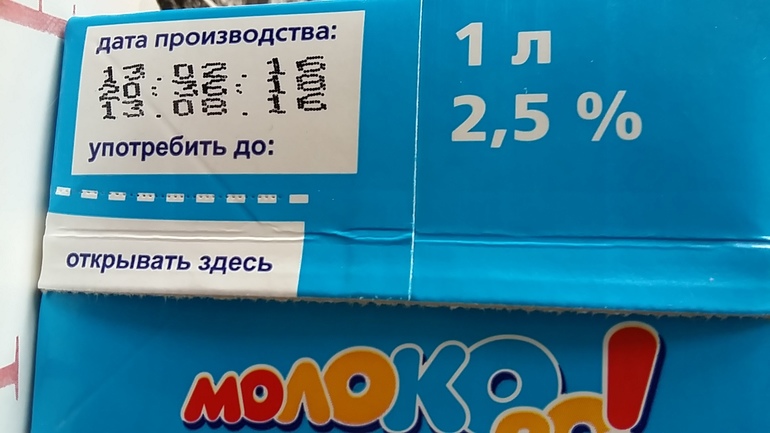 дата производства:
13.02.16
20:36:18
13.08.16
употребить до:
1 л
2,5 %
открывать здесь
молоко